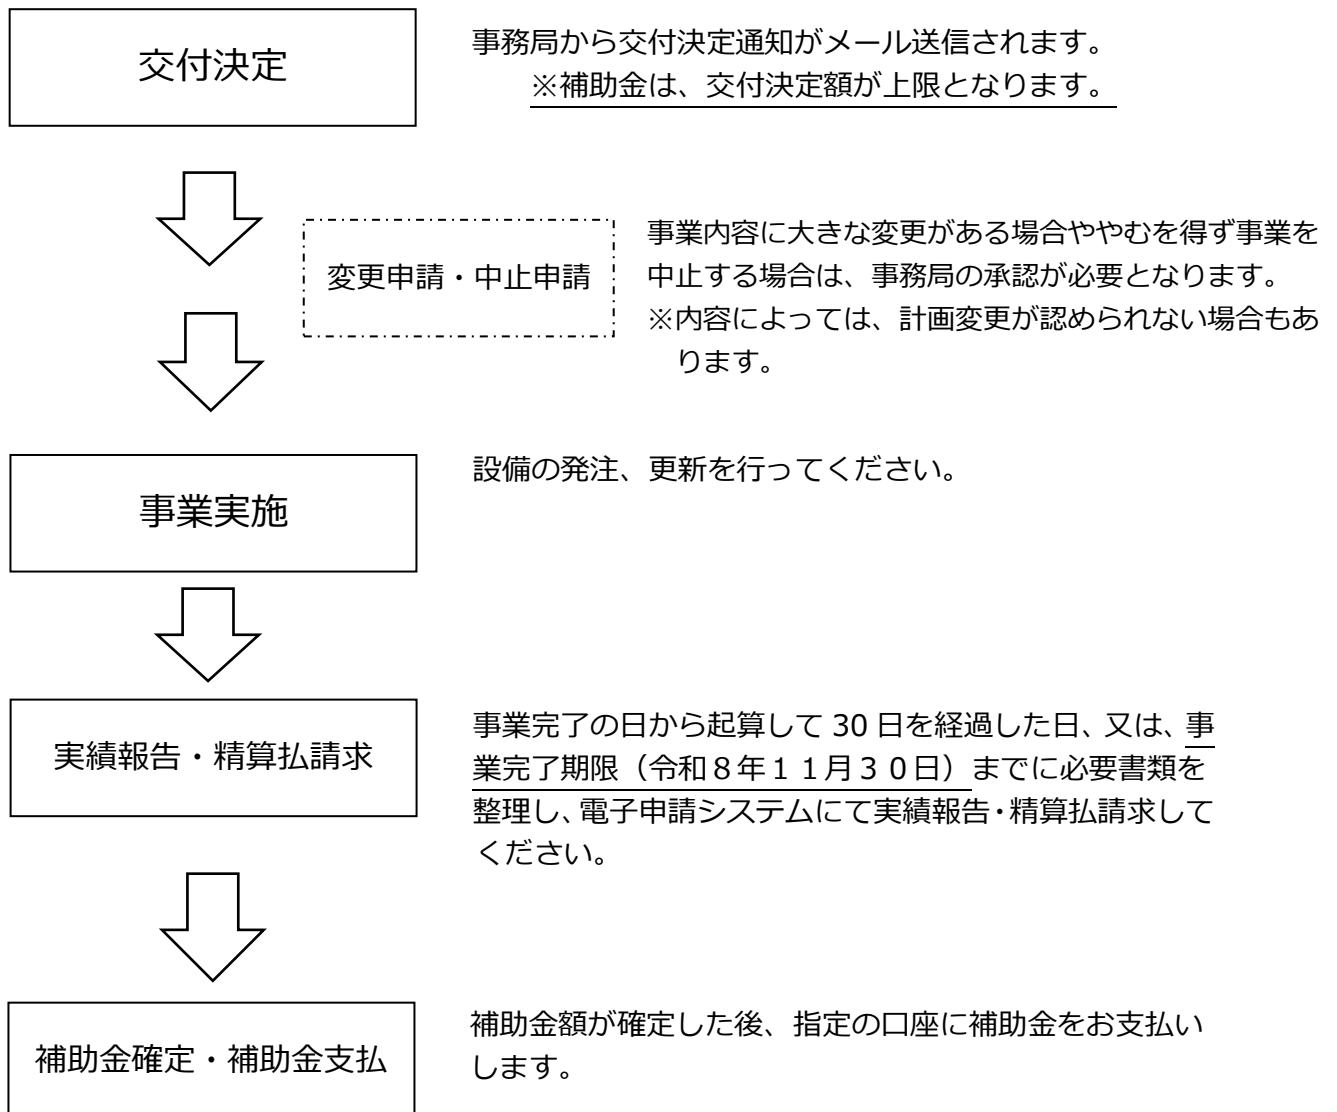 交付決定
事務局から交付決定通知がメール送信されます。
※補助金は、交付決定額が上限となります。
変更申請・中止申請
事業内容に大きな変更がある場合ややむを得ず事業を
中止する場合は、事務局の承認が必要となります。
※内容によっては、計画変更が認められない場合もあ
ります。
事業実施
設備の発注、更新を行ってください。
実績報告・精算払請求
事業完了の日から起算して 30 日を経過した日、又は、事
業完了期限（令和８年１１月３０日）までに必要書類を
整理し、電子申請システムにて実績報告・精算払請求して
ください。
補助金確定・補助金支払
補助金額が確定した後、指定の口座に補助金をお支払い
します。